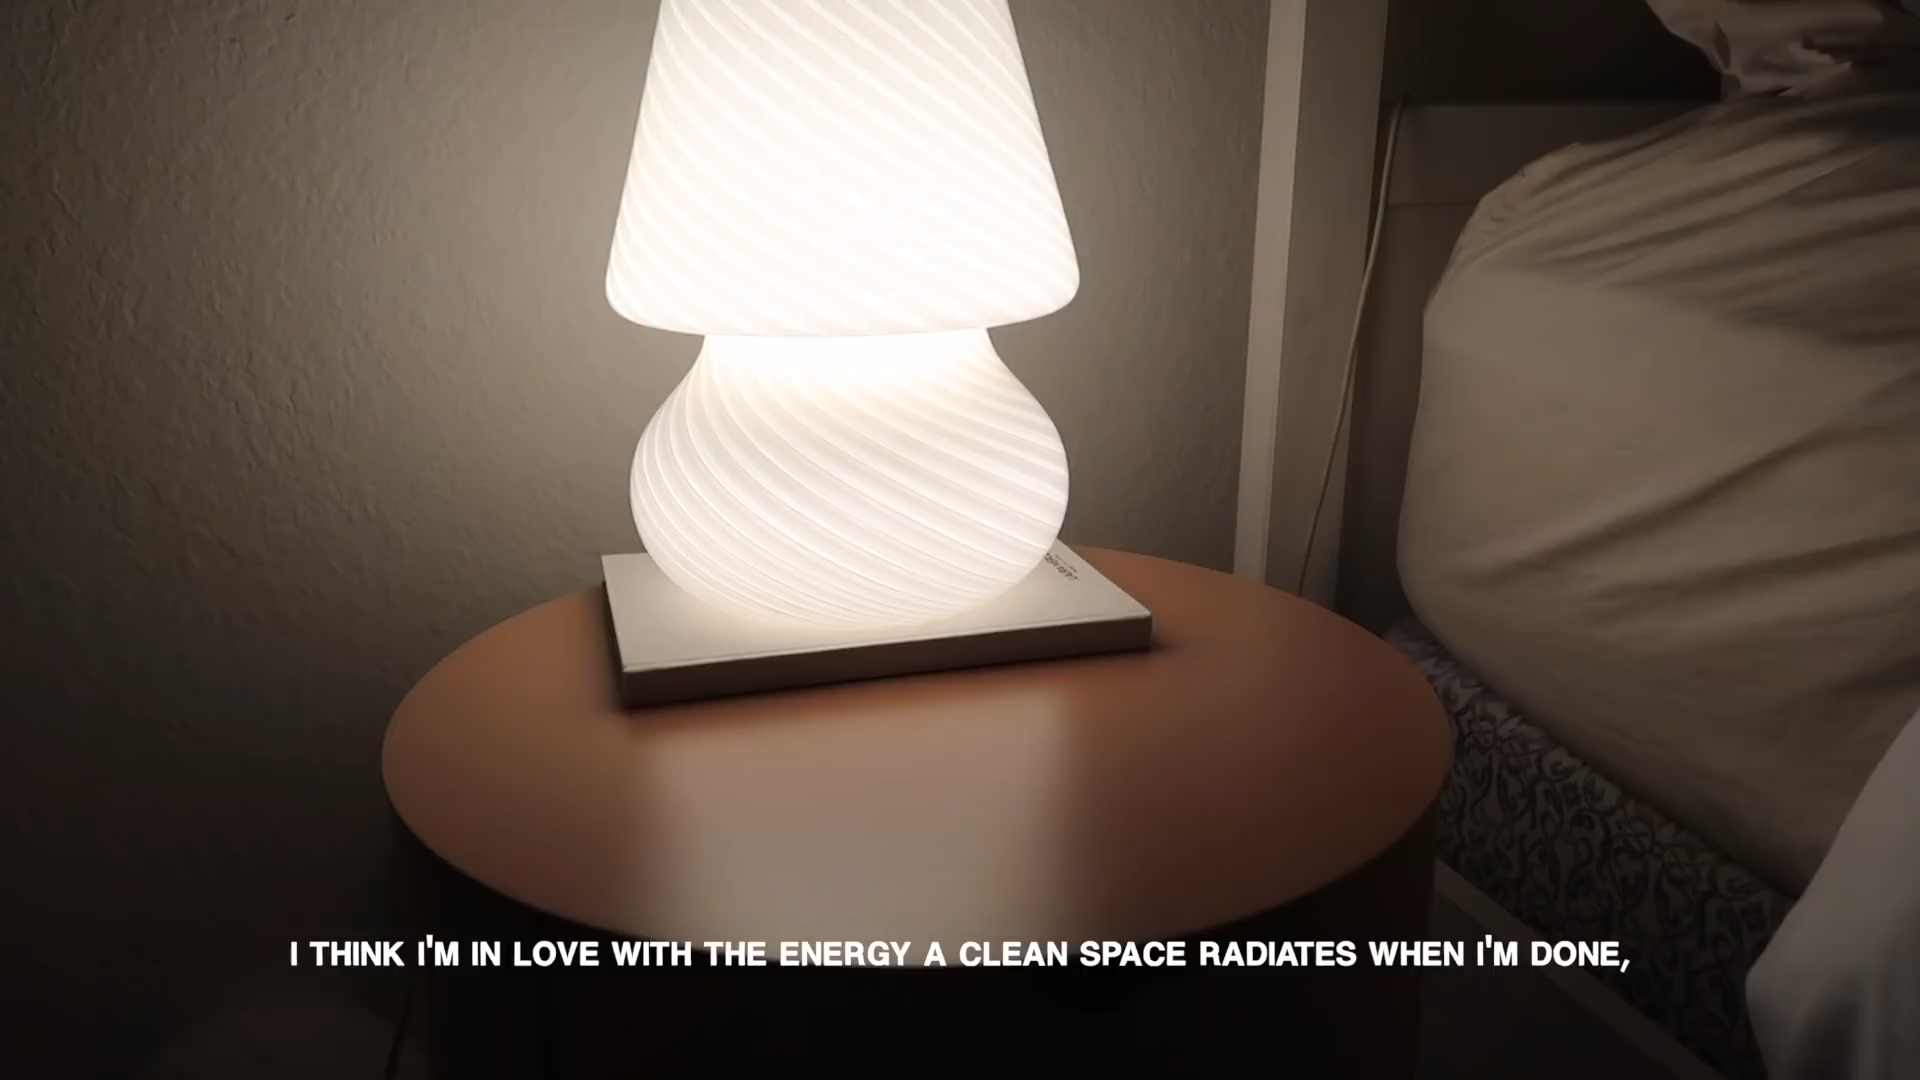 I THINK I'M IN LOVE WITH THE ENERGY A CLEAN SPACE RADIATES WHEN I'M DONE,